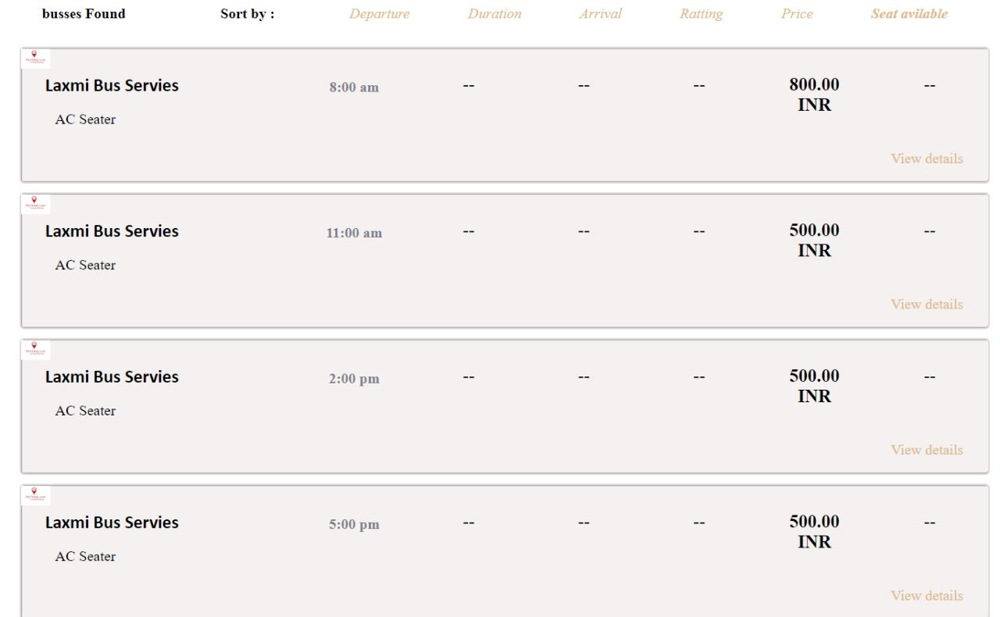 busses Found Sort by : Departure Duration Arrival Ratting Price Seat avilable
Laxmi Bus Servies 8:00 am -- -- -- 800.00 --
INR
AC Seater
View details
Laxmi Bus Servies 11:00 am -- -- -- 500.00 --
INR
AC Seater
View details
Laxmi Bus Servies 2:00 pm -- -- -- 500.00 --
INR
AC Seater
View details
Laxmi Bus Servies 5:00 pm -- -- -- 500.00 --
INR
AC Seater
View details